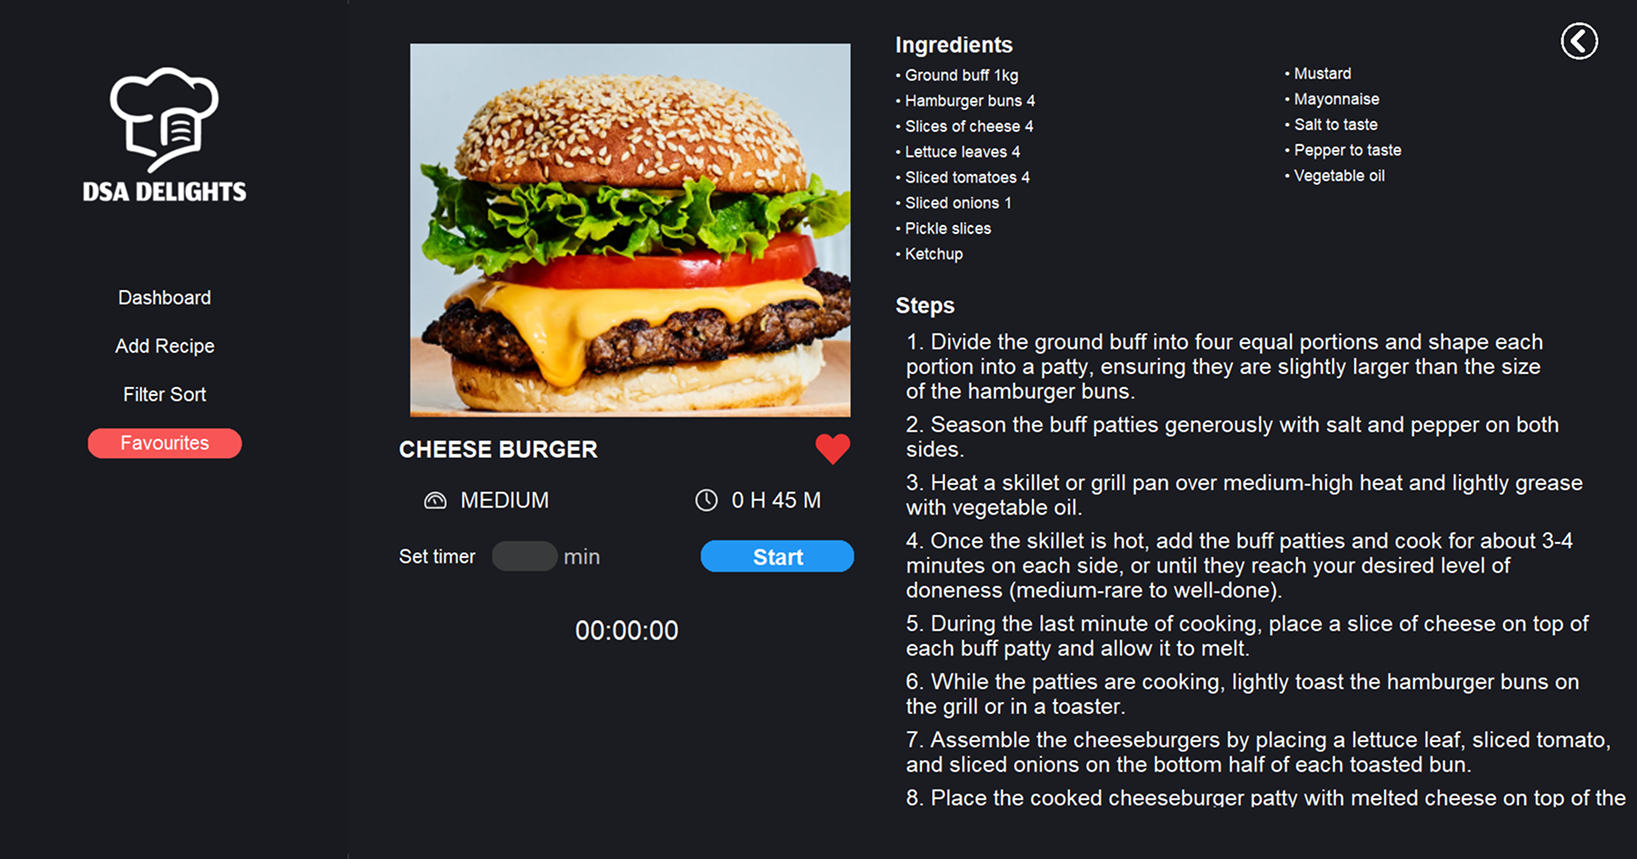 DSA DELIGHTS
Dashboard
Add Recipe
Filter Sort
Favourites
CHEESE BURGER
MEDIUM
0 H 45 M
Set timer
min
Start
00:00:00
Ingredients
• Ground buff 1kg
• Hamburger buns 4
• Slices of cheese 4
• Lettuce leaves 4
• Sliced tomatoes 4
• Sliced onions 1
• Pickle slices
• Ketchup
• Mustard
• Mayonnaise
• Salt to taste
• Pepper to taste
• Vegetable oil
Steps
1. Divide the ground buff into four equal portions and shape each
portion into a patty, ensuring they are slightly larger than the size
of the hamburger buns.
2. Season the buff patties generously with salt and pepper on both
sides.
3. Heat a skillet or grill pan over medium-high heat and lightly grease
with vegetable oil.
4. Once the skillet is hot, add the buff patties and cook for about 3-4
minutes on each side, or until they reach your desired level of
doneness (medium-rare to well-done).
5. During the last minute of cooking, place a slice of cheese on top of
each buff patty and allow it to melt.
6. While the patties are cooking, lightly toast the hamburger buns on
the grill or in a toaster.
7. Assemble the cheeseburgers by placing a lettuce leaf, sliced tomato,
and sliced onions on the bottom half of each toasted bun.
8. Place the cooked cheeseburger patty with melted cheese on top of the